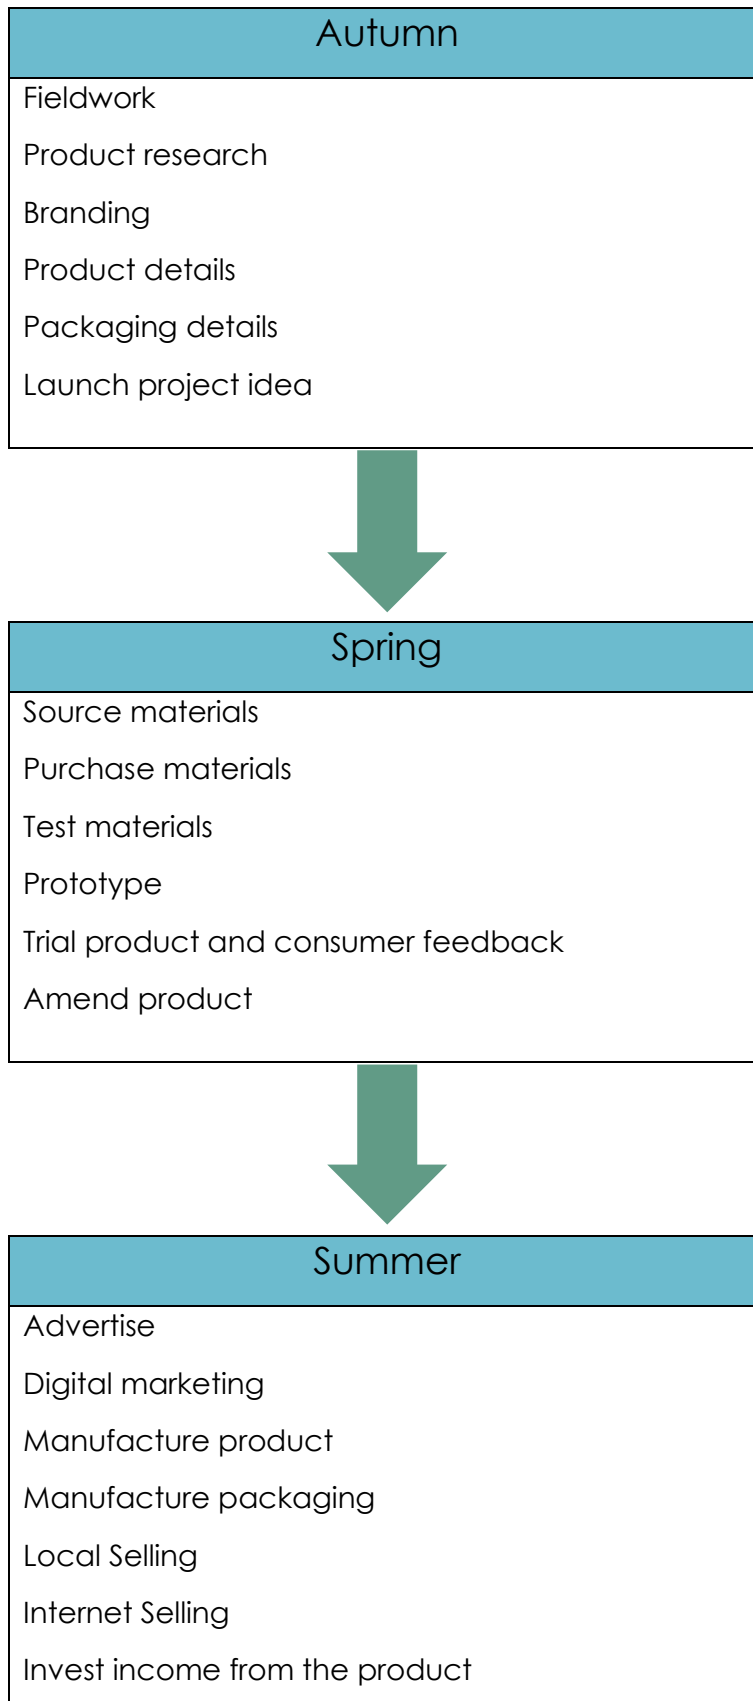 Autumn
Fieldwork
Product research
Branding
Product details
Packaging details
Launch project idea
Spring
Source materials
Purchase materials
Test materials
Prototype
Trial product and consumer feedback
Amend product
Summer
Advertise
Digital marketing
Manufacture product
Manufacture packaging
Local Selling
Internet Selling
Invest income from the product